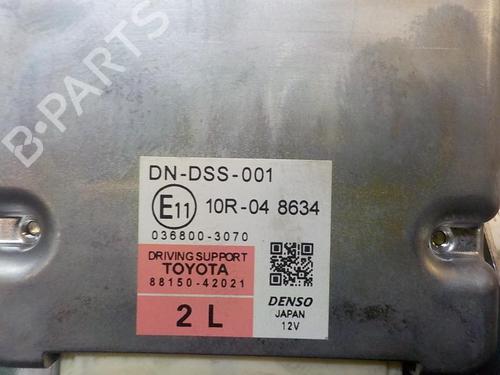 B-PARTS
DN-DSS-001
E11 10R-04 8634
036800-3070
DRIVING SUPPORT
TOYOTA
88150-42021
2 L
DENSO
JAPAN
12V